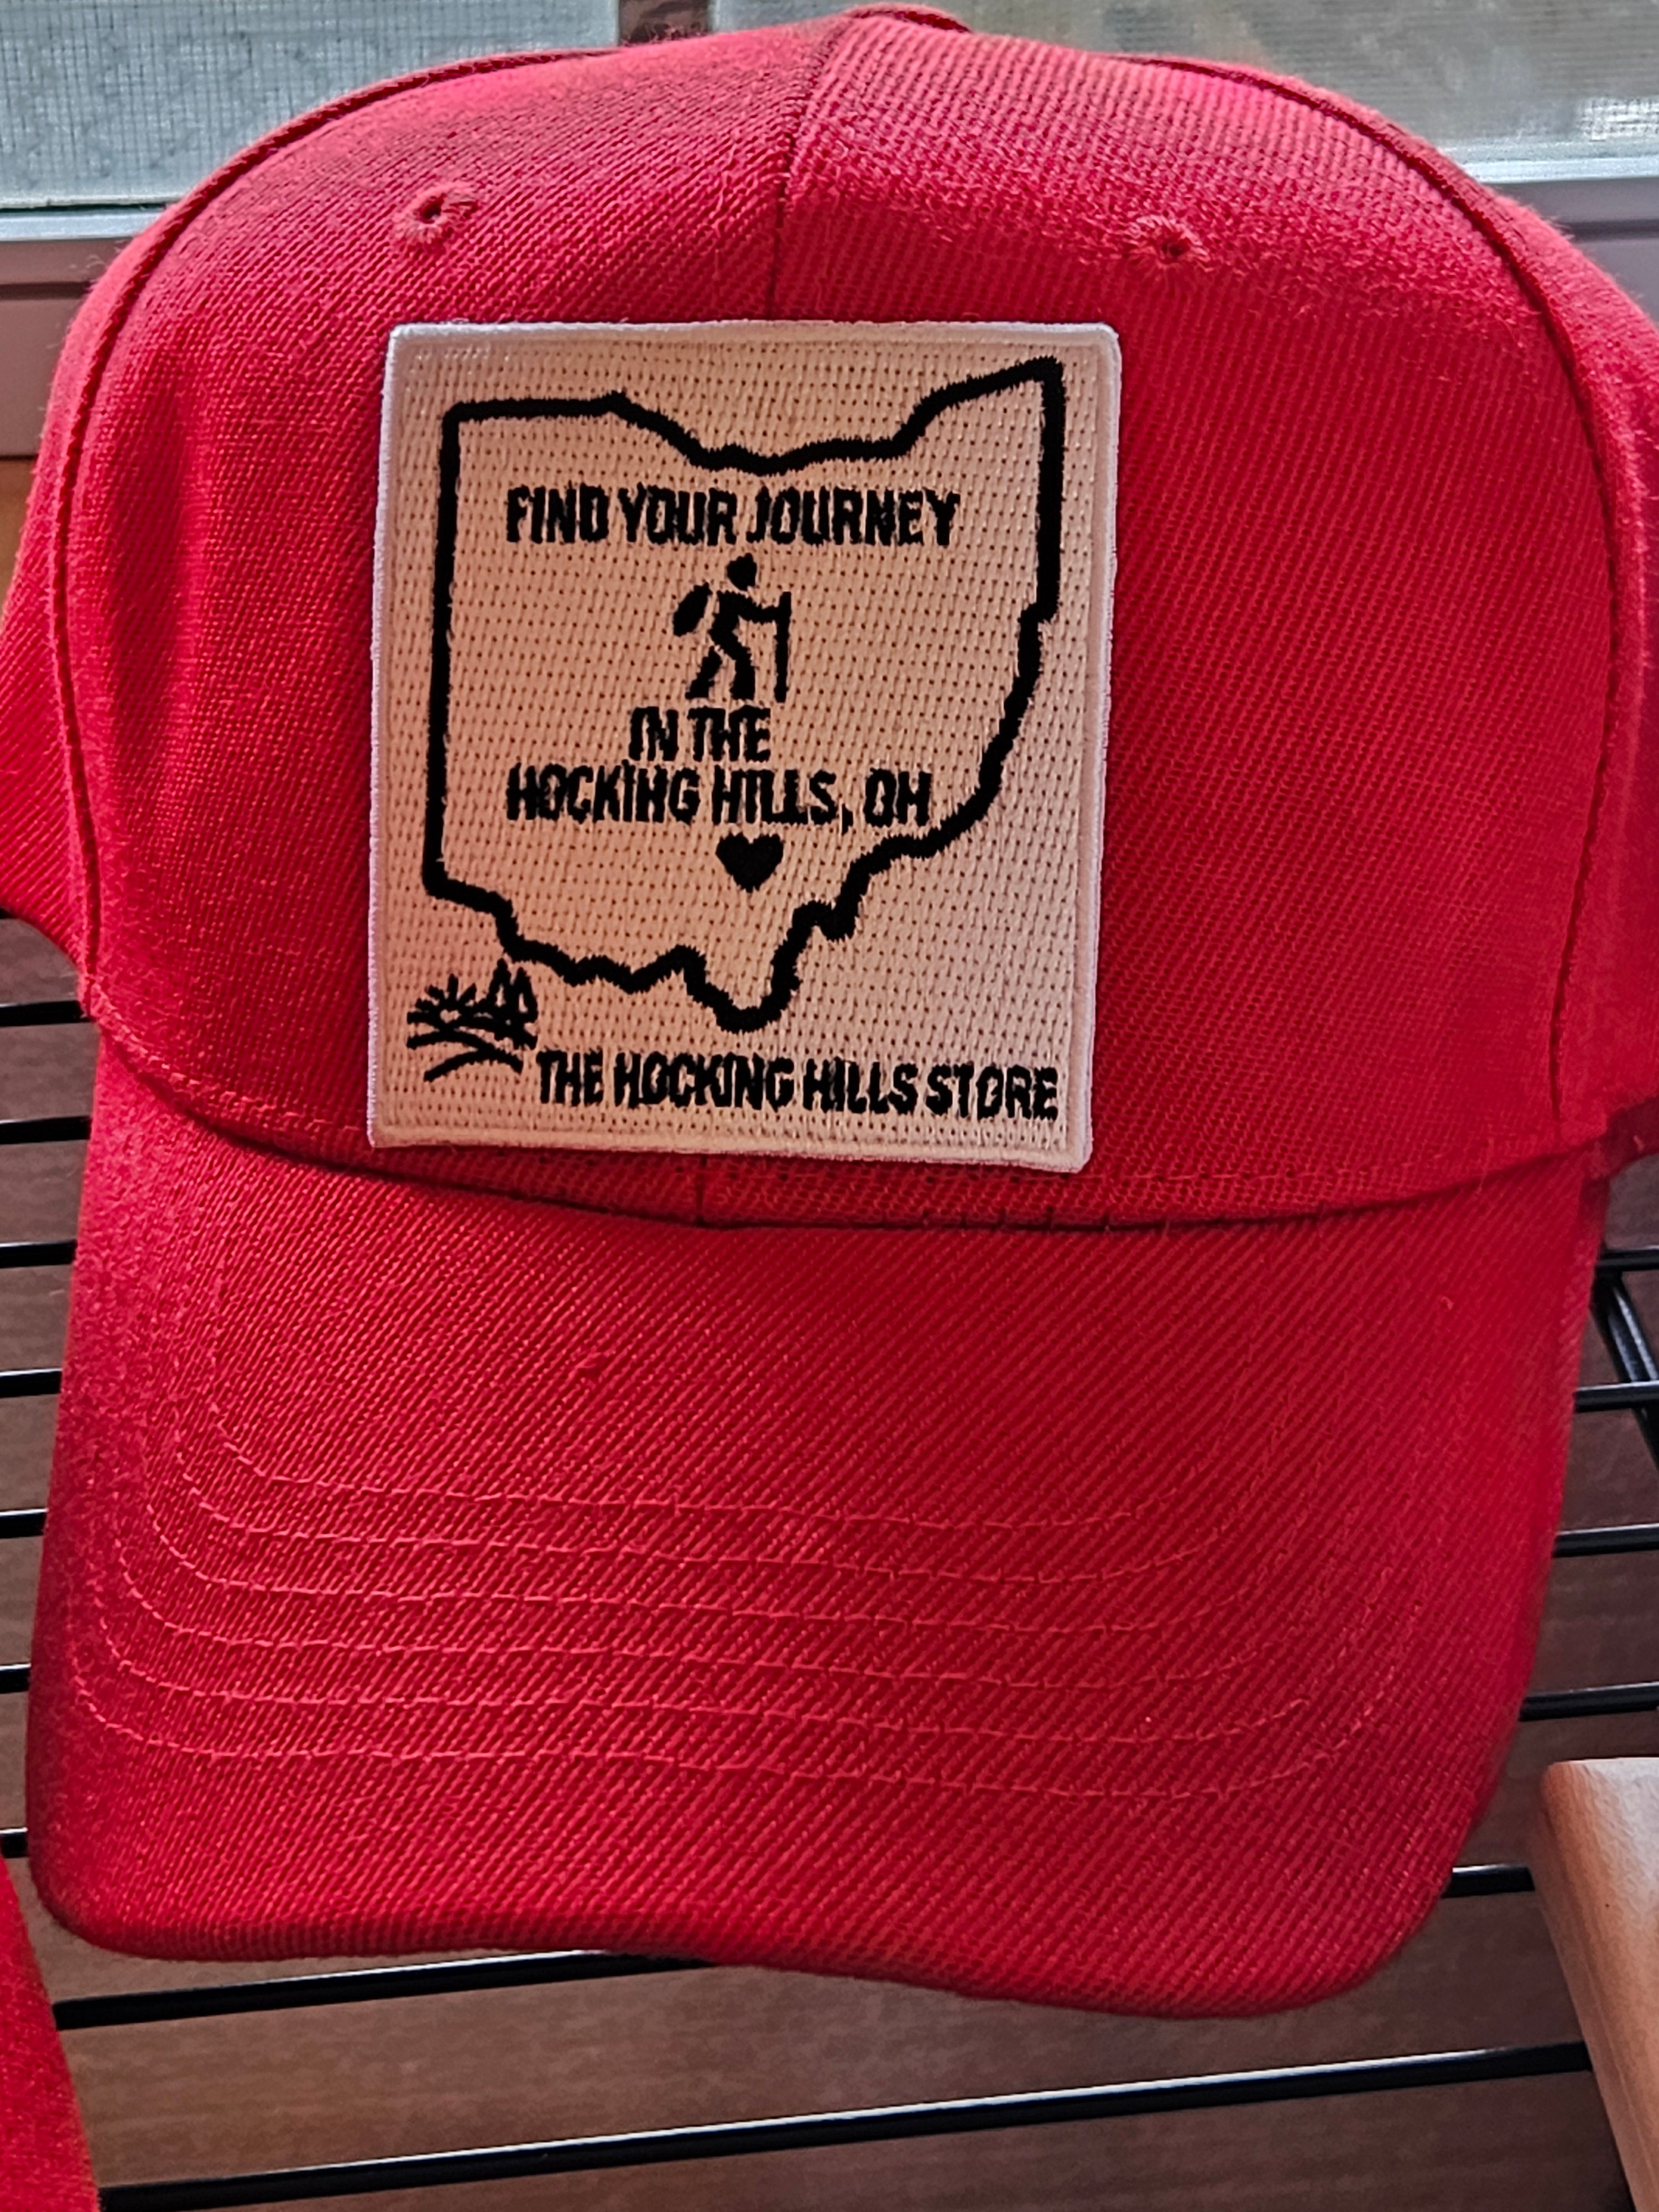 FIND YOUR JOURNEY
IN THE
HOCKING HILLS, OH
THE HOCKING HILLS STORE